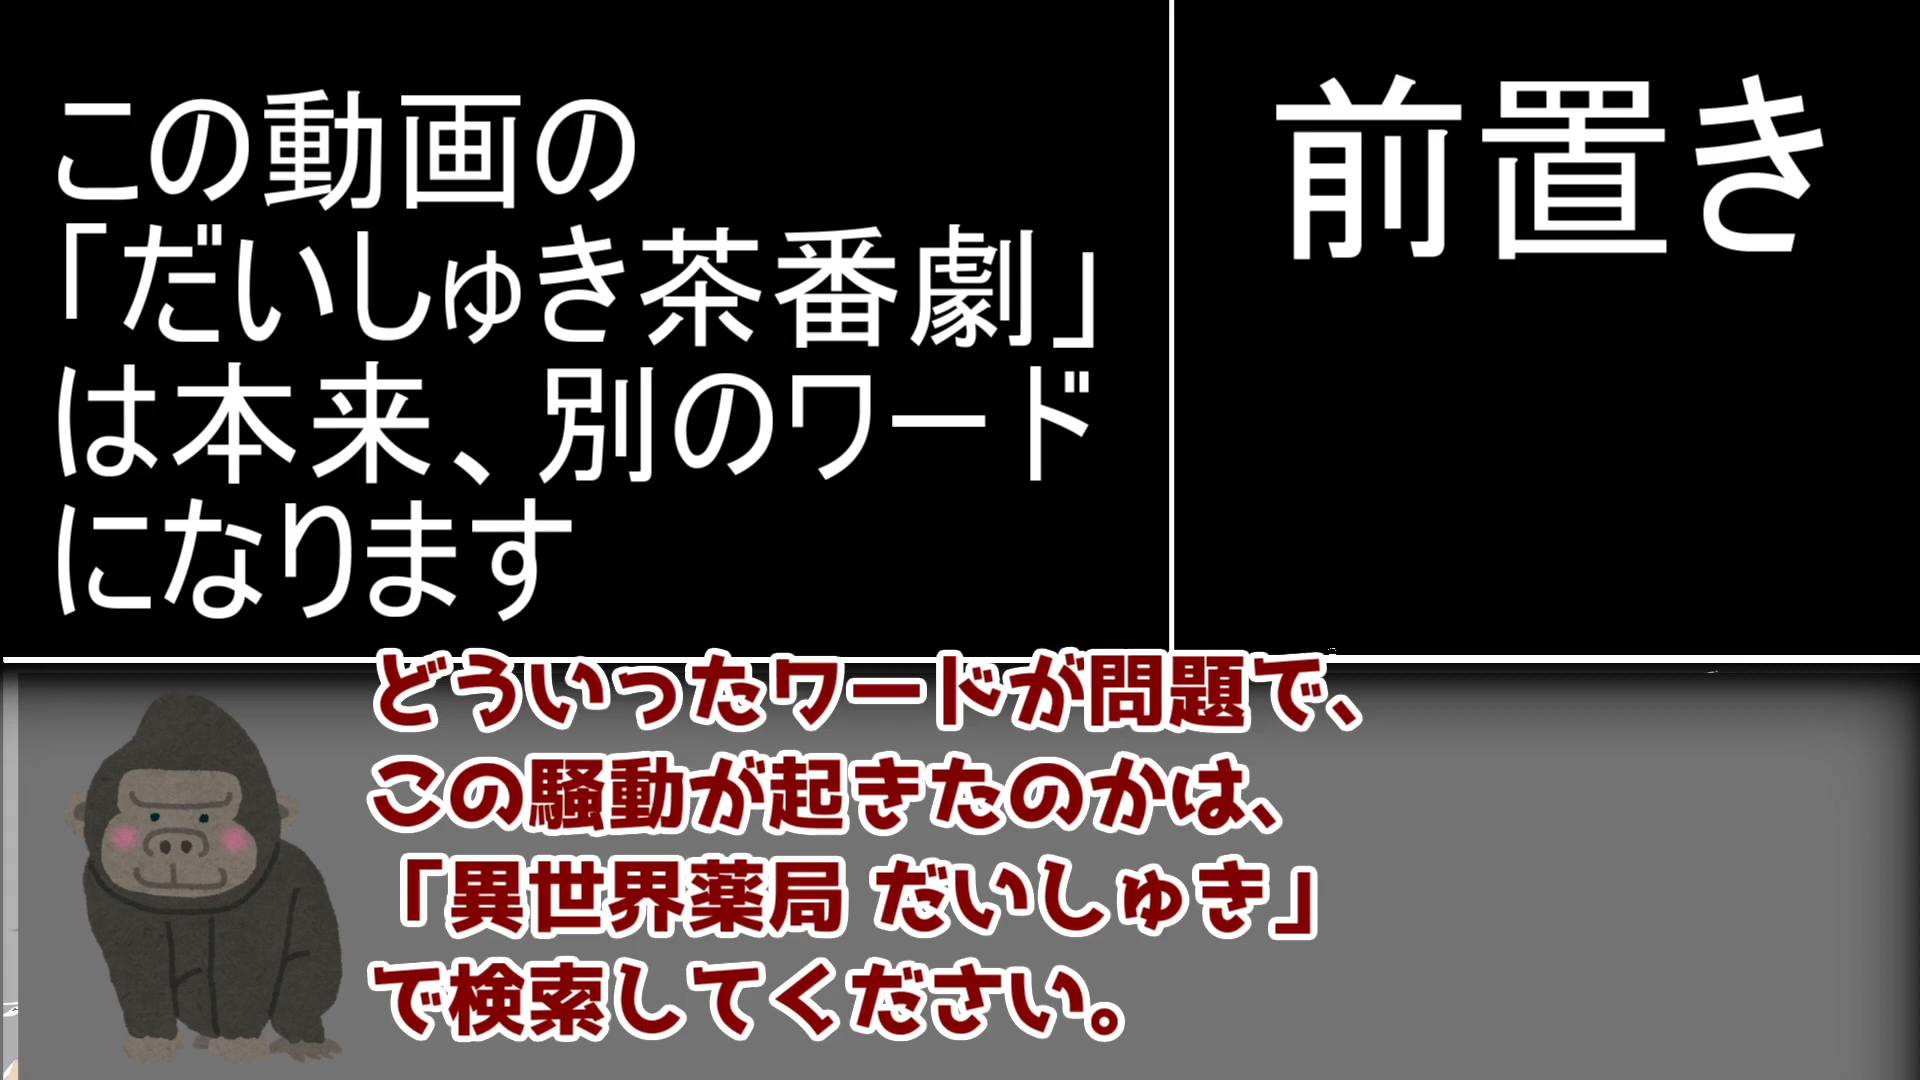 この動画の
「だいしゅき茶番劇」
は本来、別のワード
になります
前置き
どういったワードが問題で、
この騒動が起きたのかは、
「異世界薬局 だいしゅき」
で検索してください。